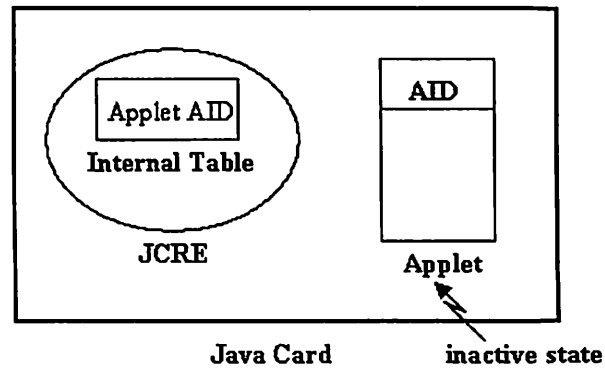 Applet AID
Internal Table
JCRE
AID
Applet
Java Card
inactive state